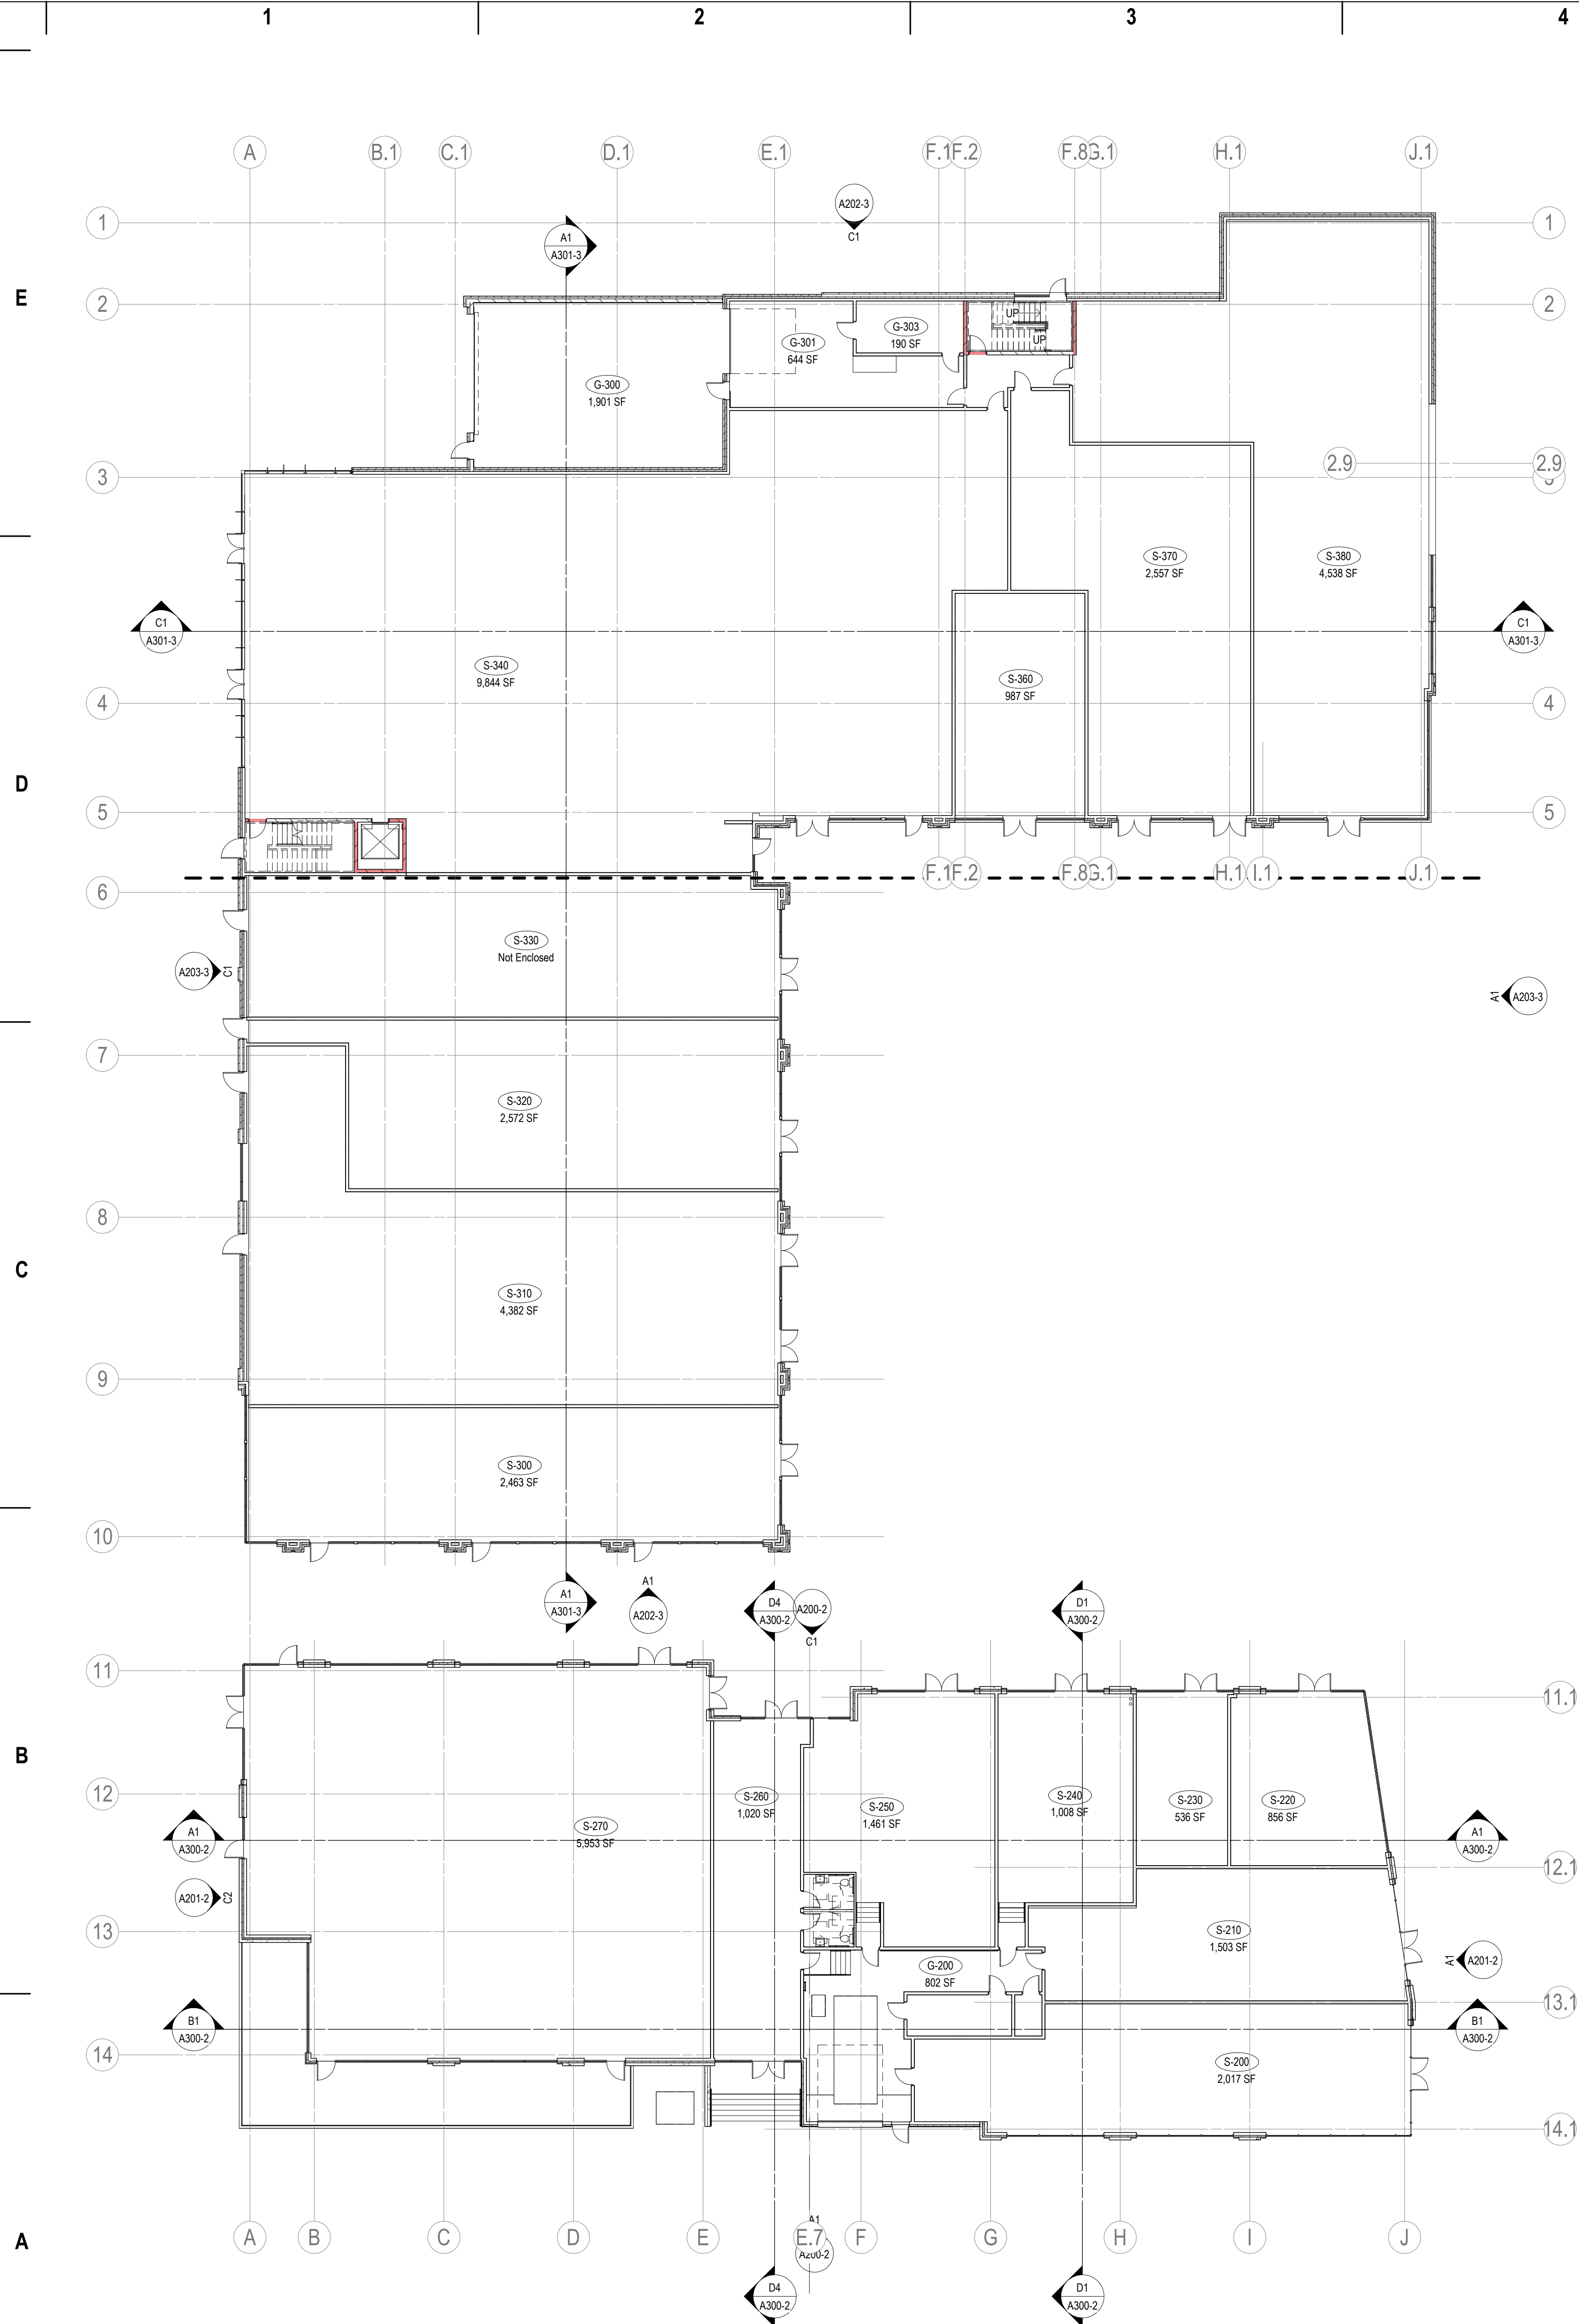 1 2 3 4
A B.1 C.1 D.1 E.1 F.1 F.2 F.8 G.1 H.1 J.1
A202-3
C1
1 1
A1
A301-3
E
2 2
UP
UP
G-303
190 SF
G-301
644 SF
G-300
1,901 SF
2.9 2.9
3 3
S-370
2,557 SF
S-380
4,538 SF
C1
A301-3
C1
A301-3
S-340
9,844 SF
S-360
987 SF
4 4
D
5 5
F.1 F.2 F.8 G.1 H.1 I.1 J.1
6
S-330
Not Enclosed
A203-3
C1
A1
A203-3
7
S-320
2,572 SF
8
C
S-310
4,382 SF
9
S-300
2,463 SF
10
A1
A301-3
A1
A202-3
D4
A300-2
A200-2
C1
D1
A300-2
11
11.1
B
12
S-260
1,020 SF
S-250
1,461 SF
S-240
1,008 SF
S-230
536 SF
S-220
856 SF
S-270
5,953 SF
A1
A300-2
A1
A300-2
12.1
A201-2
C2
13
S-210
1,503 SF
A1
A201-2
G-200
802 SF
13.1
B1
A300-2
B1
A300-2
14
S-200
2,017 SF
14.1
A
A B C D E E.7 F G H I J
A1
A200-2
D4
A300-2
D1
A300-2